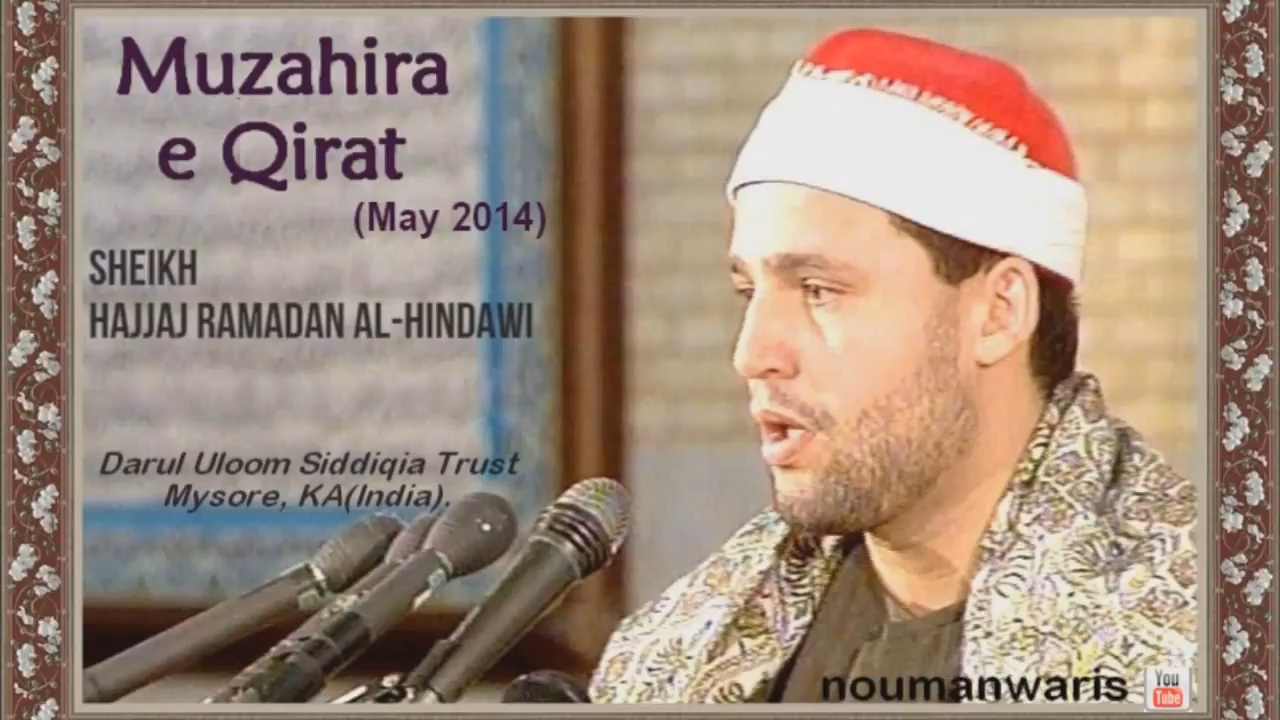 Muzahira
e Qirat
(May 2014)
SHEIKH
HAJJAJ RAMADAN AL-HINDAWI
Darul Uloom Siddiqia Trust
Mysore, KA(India).
noumanwaris
You
Tube